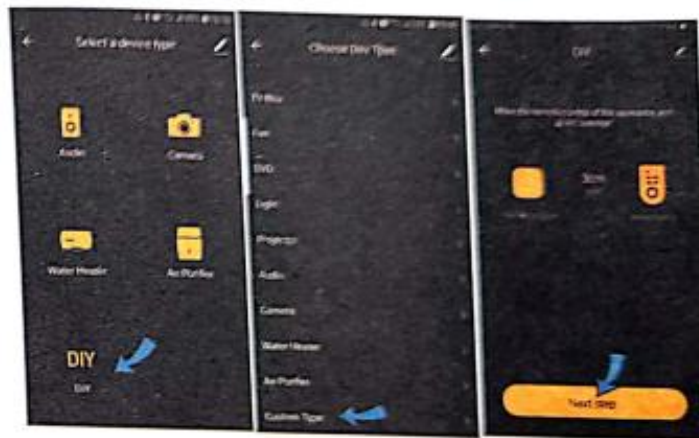 Select a device type
Audio
Camera
Water Heater
Air Purifier
DIY
DIY
Choose Dev Type
TV Box
Fan
DVD
Light
Projector
Audio
Camera
Water Heater
Air Purifier
Custom Type
DIY
Next step